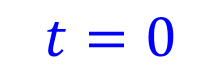 t = 0